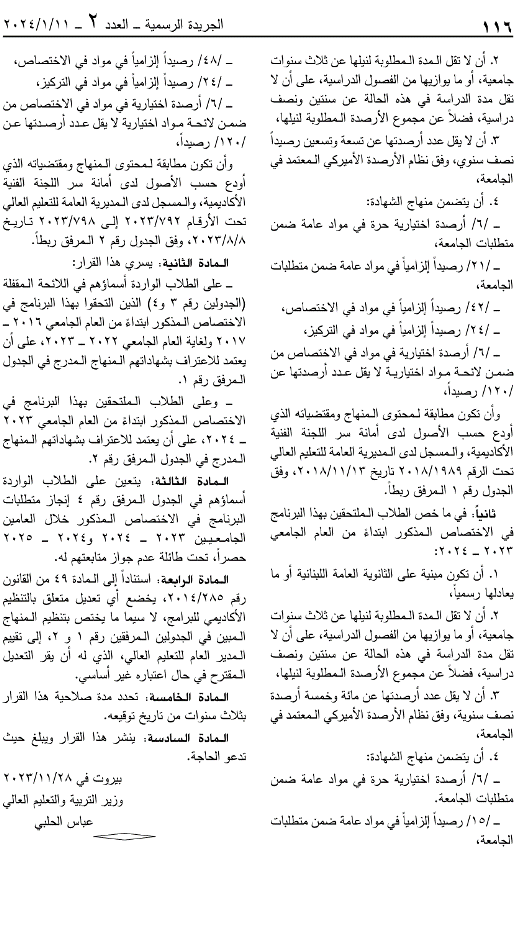 ١١٦
الجريدة الرسمية ــ العدد ٢ ــ ٢٠٢٤/١/١١
٢. أن لا تقل المدة المطلوبة لنيلها عن ثلاث سنوات
جامعية، أو ما يوازيها من الفصول الدراسية، على أن لا
تقل مدة الدراسة في هذه الحالة عن سنتين ونصف
دراسية، فضلاً عن مجموع الأرصدة المطلوبة لنيلها،
٣. أن لا يقل عدد أرصدتها عن تسعة وتسعين رصيداً
نصف سنوي، وفق نظام الأرصدة الأميركي المعتمد في
الجامعة،
٤. أن يتضمن منهاج الشهادة:
ــ /٦/ أرصدة اختيارية حرة في مواد عامة ضمن
متطلبات الجامعة،
ــ /٢١/ رصيداً إلزامياً في مواد عامة ضمن متطلبات
الجامعة،
ــ /٤٢/ رصيداً إلزامياً في مواد في الاختصاص،
ــ /٢٤/ رصيداً إلزامياً في مواد في التركيز،
ــ /٦/ أرصدة اختيارية في مواد في الاختصاص من
ضمن لائحة مواد اختيارية لا يقل عدد أرصدتها عن
/١٢٠/ رصيداً،
وأن تكون مطابقة لمحتوى المنهاج ومقتضياته الذي
أودع حسب الأصول لدى أمانة سر اللجنة الفنية
الأكاديمية، والمسجل لدى المديرية العامة للتعليم العالي
تحت الرقم ٢٠١٨/١٩٨٩ تاريخ ٢٠١٨/١١/١٣، وفق
الجدول رقم ١ المرفق ربطاً.
ثانياً: في ما خص الطلاب الملتحقين بهذا البرنامج
في الاختصاص المذكور ابتداءً من العام الجامعي
٢٠٢٣ ــ ٢٠٢٤:
١. أن تكون مبنية على الثانوية العامة اللبنانية أو ما
يعادلها رسمياً،
٢. أن لا تقل المدة المطلوبة لنيلها عن ثلاث سنوات
جامعية، أو ما يوازيها من الفصول الدراسية، على أن لا
تقل مدة الدراسة في هذه الحالة عن سنتين ونصف
دراسية، فضلاً عن مجموع الأرصدة المطلوبة لنيلها،
٣. أن لا يقل عدد أرصدتها عن مائة وخمسة أرصدة
نصف سنوية، وفق نظام الأرصدة الأميركي المعتمد في
الجامعة،
٤. أن يتضمن منهاج الشهادة:
ــ /٦/ أرصدة اختيارية حرة في مواد عامة ضمن
متطلبات الجامعة.
ــ /١٥/ رصيداً إلزامياً في مواد عامة ضمن متطلبات
الجامعة،
ــ /٤٨/ رصيداً إلزامياً في مواد في الاختصاص،
ــ /٢٤/ رصيداً إلزامياً في مواد في التركيز،
ــ /٦/ أرصدة اختيارية في مواد في الاختصاص من
ضمن لائحة مواد اختيارية لا يقل عدد أرصدتها عن
/١٢٠/ رصيداً،
وأن تكون مطابقة لمحتوى المنهاج ومقتضياته الذي
أودع حسب الأصول لدى أمانة سر اللجنة الفنية
الأكاديمية، والمسجل لدى المديرية العامة للتعليم العالي
تحت الأرقام ٢٠٢٣/٧٩٢ إلى ٢٠٢٣/٧٩٨ تاريخ
٢٠٢٣/٨/٨، وفق الجدول رقم ٢ المرفق ربطاً.
المادة الثانية: يسري هذا القرار:
ــ على الطلاب الواردة أسماؤهم في اللائحة المقفلة
(الجدولين رقم ٣ و٤) الذين التحقوا بهذا البرنامج في
الاختصاص المذكور ابتداءً من العام الجامعي ٢٠١٦ ــ
٢٠١٧ ولغاية العام الجامعي ٢٠٢٢ ــ ٢٠٢٣، على أن
يعتمد للاعتراف بشهاداتهم المنهاج المدرج في الجدول
المرفق رقم ١.
ــ وعلى الطلاب الملتحقين بهذا البرنامج في
الاختصاص المذكور ابتداءً من العام الجامعي ٢٠٢٣
ــ ٢٠٢٤، على أن يعتمد للاعتراف بشهاداتهم المنهاج
المدرج في الجدول المرفق رقم ٢.
المادة الثالثة: يتعين على الطلاب الواردة
أسماؤهم في الجدول المرفق رقم ٤ إنجاز متطلبات
البرنامج في الاختصاص المذكور خلال العامين
الجامعيين ٢٠٢٣ ــ ٢٠٢٤ و٢٠٢٤ ــ ٢٠٢٥
حصراً، تحت طائلة عدم جواز متابعتهم له.
المادة الرابعة: استناداً إلى المادة ٤٩ من القانون
رقم ٢٠١٤/٢٨٥، يخضع أي تعديل متعلق بالتنظيم
الأكاديمي للبرامج، لا سيما ما يختص بتنظيم المنهاج
المبين في الجدولين المرفقين رقم ١ و ٢، إلى تقييم
المدير العام للتعليم العالي، الذي له أن يقر التعديل
المقترح في حال اعتباره غير أساسي.
المادة الخامسة: تحدد مدة صلاحية هذا القرار
بثلاث سنوات من تاريخ توقيعه.
المادة السادسة: ينشر هذا القرار ويبلغ حيث
تدعو الحاجة.
بيروت في ٢٠٢٣/١١/٢٨
وزير التربية والتعليم العالي
عباس الحلبي